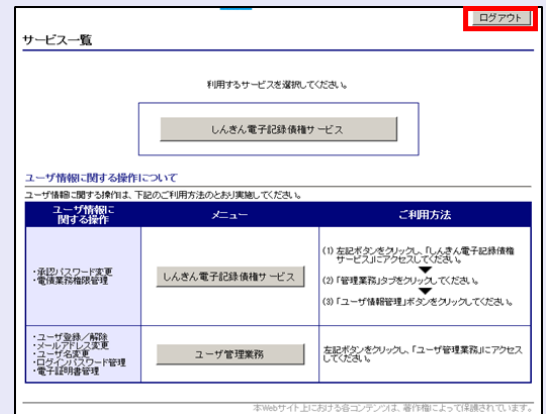 ログアウト
サービス一覧
利用するサービスを選択してください。
しんきん電子記録債権サービス
ユーザ情報に関する操作について
ユーザ情報に関する操作は、下記のご利用方法のとおり実施してください。
ユーザ情報に
関する操作
メニュー
ご利用方法
・承認パスワード変更
・電債業務権限管理
しんきん電子記録債権サービス
(1) 左記ボタンをクリックし、「しんきん電子記録債権
サービス」にアクセスしてください。
(2) 「管理業務」タブをクリックしてください。
(3) 「ユーザ情報管理」ボタンをクリックしてください。
・ユーザ登録／解除
・メールアドレス変更
・ユーザ名変更
・ログインパスワード管理
・電子証明書管理
ユーザ管理業務
左記ボタンをクリックし、「ユーザ管理業務」にアクセス
してください。
本Webサイト上における各コンテンツは、著作権によって保護されています。